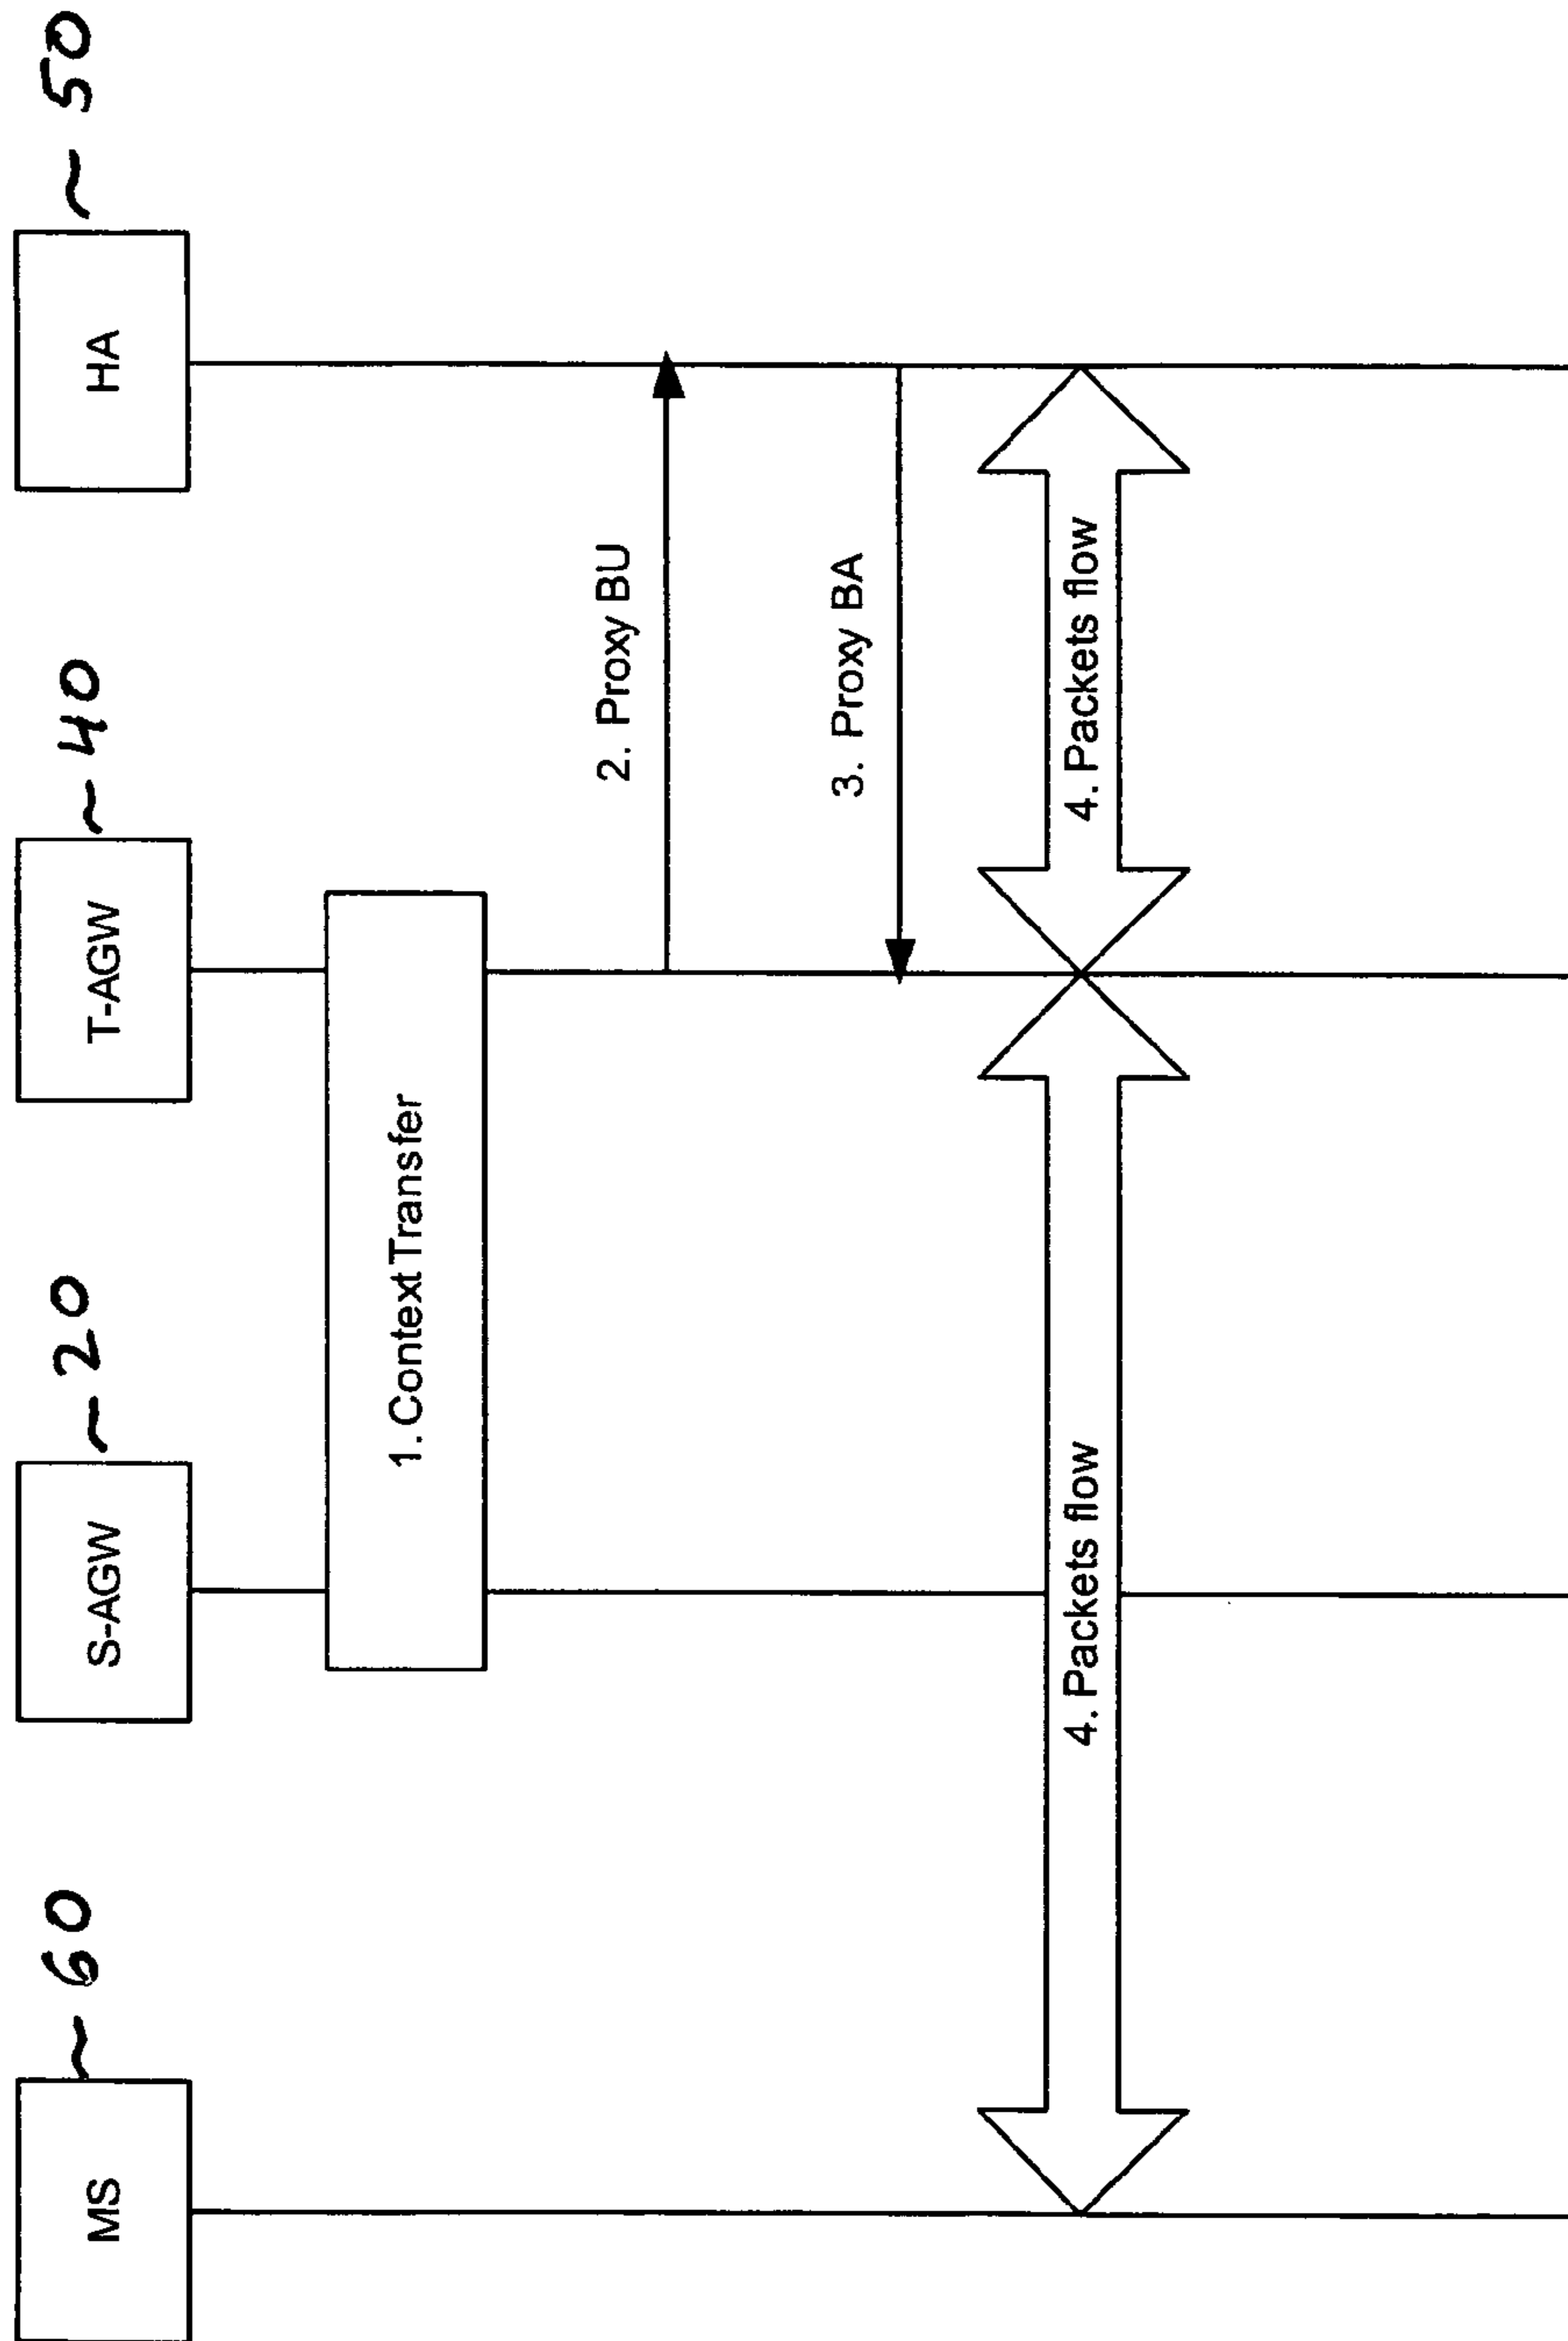 MS ~ 60
S-AGW ~ 20
T-AGW ~ 40
HA ~ 50
1. Context Transfer
2. Proxy BU
3. Proxy BA
4. Packets flow
4. Packets flow